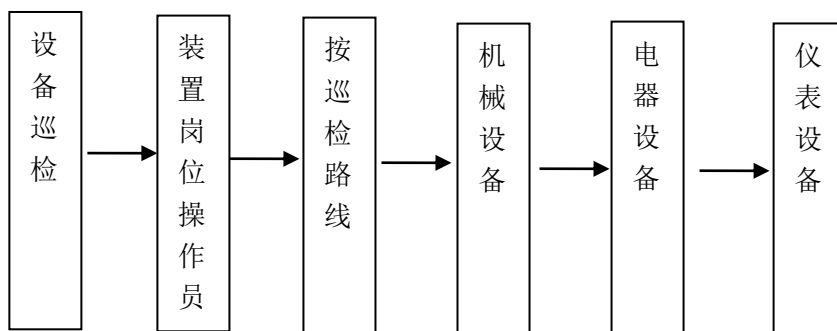 设备巡检
装置岗位操作员
按巡检路线
机械设备
电器设备
仪表设备